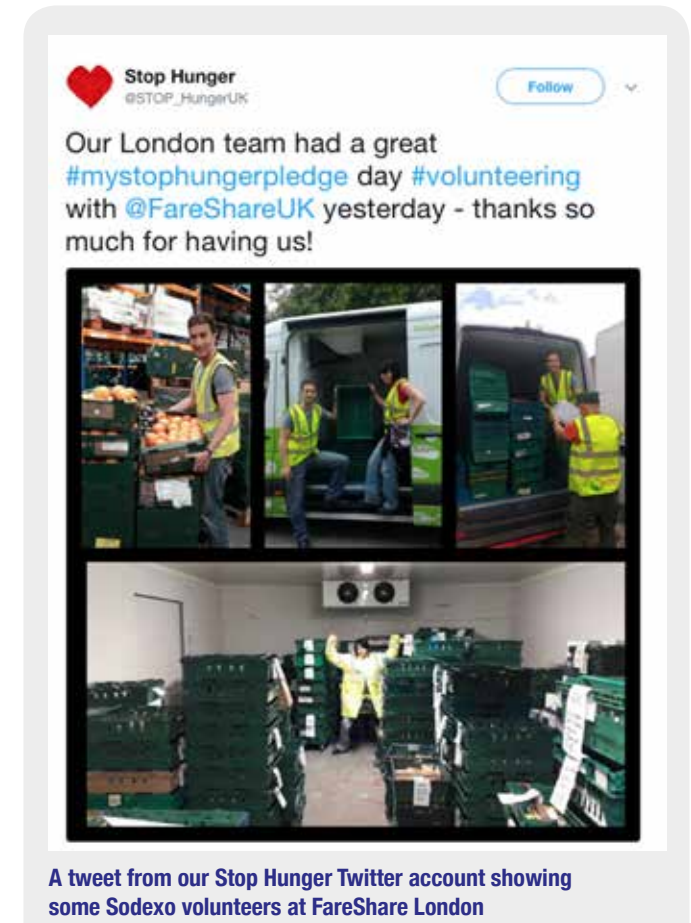 Stop Hunger
@STOP_HungerUK
Follow
Our London team had a great
#mystophungerpledge day #volunteering
with @FareShareUK yesterday - thanks so
much for having us!
A tweet from our Stop Hunger Twitter account showing
some Sodexo volunteers at FareShare London